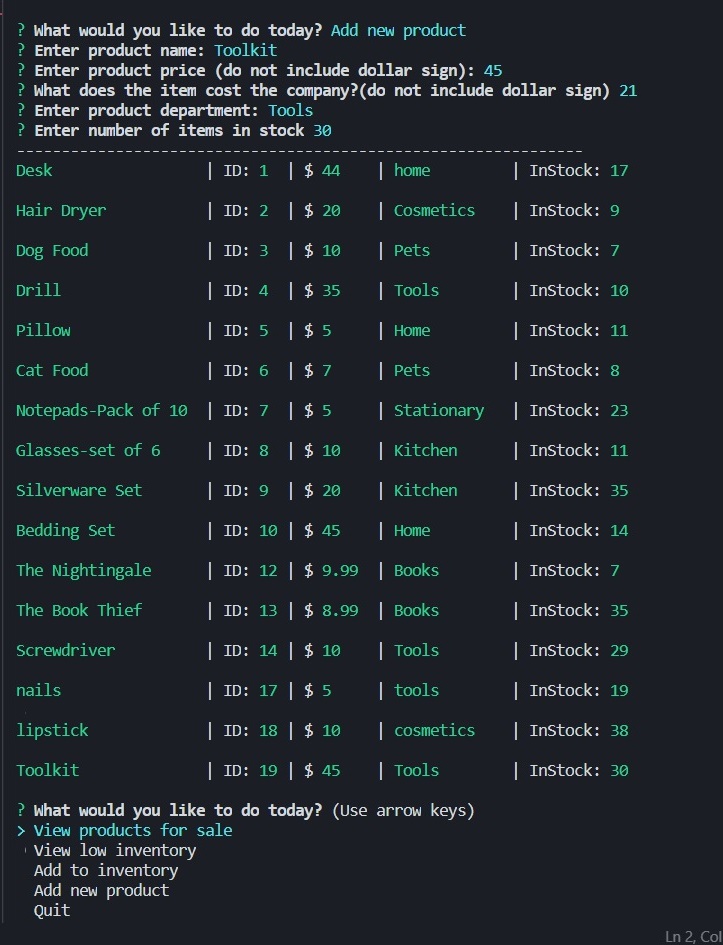 ? What would you like to do today? Add new product
? Enter product name: Toolkit
? Enter product price (do not include dollar sign): 45
? What does the item cost the company?(do not include dollar sign) 21
? Enter product department: Tools
? Enter number of items in stock 30
---------------------------------------------------------------
Desk | ID: 1 | $ 44 | home | InStock: 17
Hair Dryer | ID: 2 | $ 20 | Cosmetics | InStock: 9
Dog Food | ID: 3 | $ 10 | Pets | InStock: 7
Drill | ID: 4 | $ 35 | Tools | InStock: 10
Pillow | ID: 5 | $ 5 | Home | InStock: 11
Cat Food | ID: 6 | $ 7 | Pets | InStock: 8
Notepads-Pack of 10 | ID: 7 | $ 5 | Stationary | InStock: 23
Glasses-set of 6 | ID: 8 | $ 10 | Kitchen | InStock: 11
Silverware Set | ID: 9 | $ 20 | Kitchen | InStock: 35
Bedding Set | ID: 10 | $ 45 | Home | InStock: 14
The Nightingale | ID: 12 | $ 9.99 | Books | InStock: 7
The Book Thief | ID: 13 | $ 8.99 | Books | InStock: 35
Screwdriver | ID: 14 | $ 10 | Tools | InStock: 29
nails | ID: 17 | $ 5 | tools | InStock: 19
lipstick | ID: 18 | $ 10 | cosmetics | InStock: 38
Toolkit | ID: 19 | $ 45 | Tools | InStock: 30
? What would you like to do today? (Use arrow keys)
> View products for sale
View low inventory
Add to inventory
Add new product
Quit
Ln 2, Col